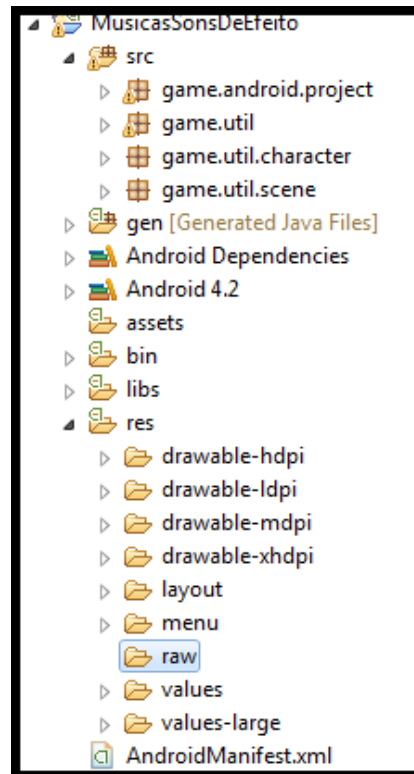 MusicasSonsDeEfeito
src
game.android.project
game.util
game.util.character
game.util.scene
gen [Generated Java Files]
Android Dependencies
Android 4.2
assets
bin
libs
res
drawable-hdpi
drawable-ldpi
drawable-mdpi
drawable-xhdpi
layout
menu
raw
values
values-large
AndroidManifest.xml